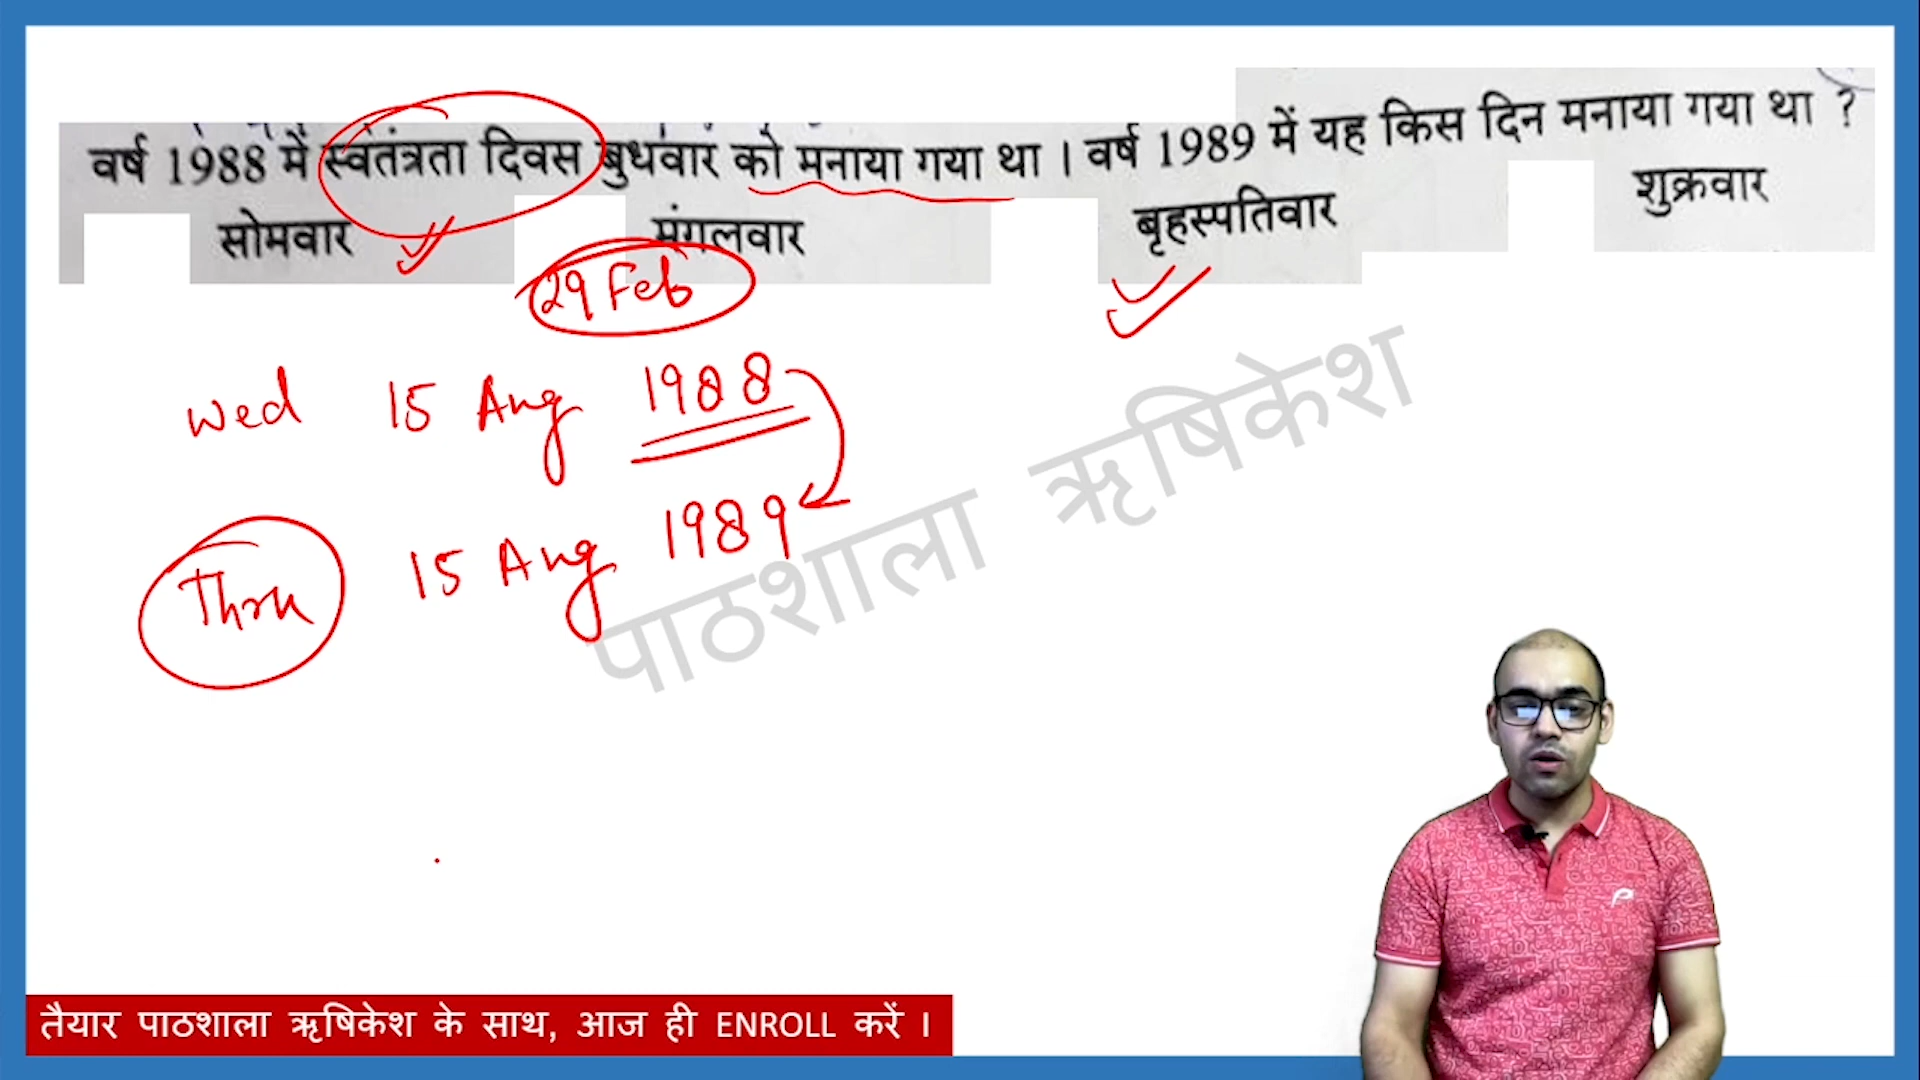 वर्ष 1988 में स्वतंत्रता दिवस बुधवार को मनाया गया था । वर्ष 1989 में यह किस दिन मनाया गया था ?
सोमवार मंगलवार बृहस्पतिवार शुक्रवार
29 Feb
Wed 15 Aug 1988
Thru 15 Aug 1989
पाठशाला ऋषिकेश
तैयार पाठशाला ऋषिकेश के साथ, आज ही ENROLL करें ।